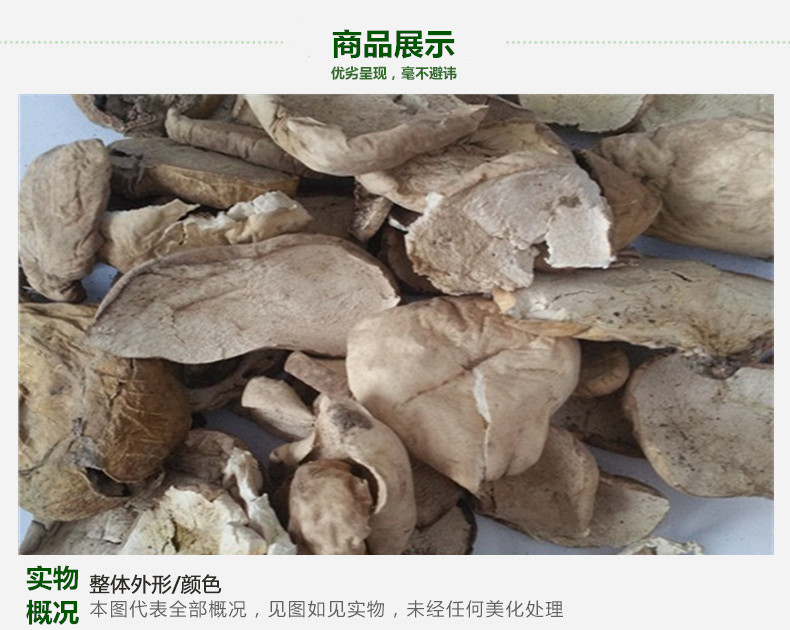 商品展示
优劣呈现，毫不避讳
实物概况
整体外形/颜色
本图代表全部概况，见图如见实物，未经任何美化处理